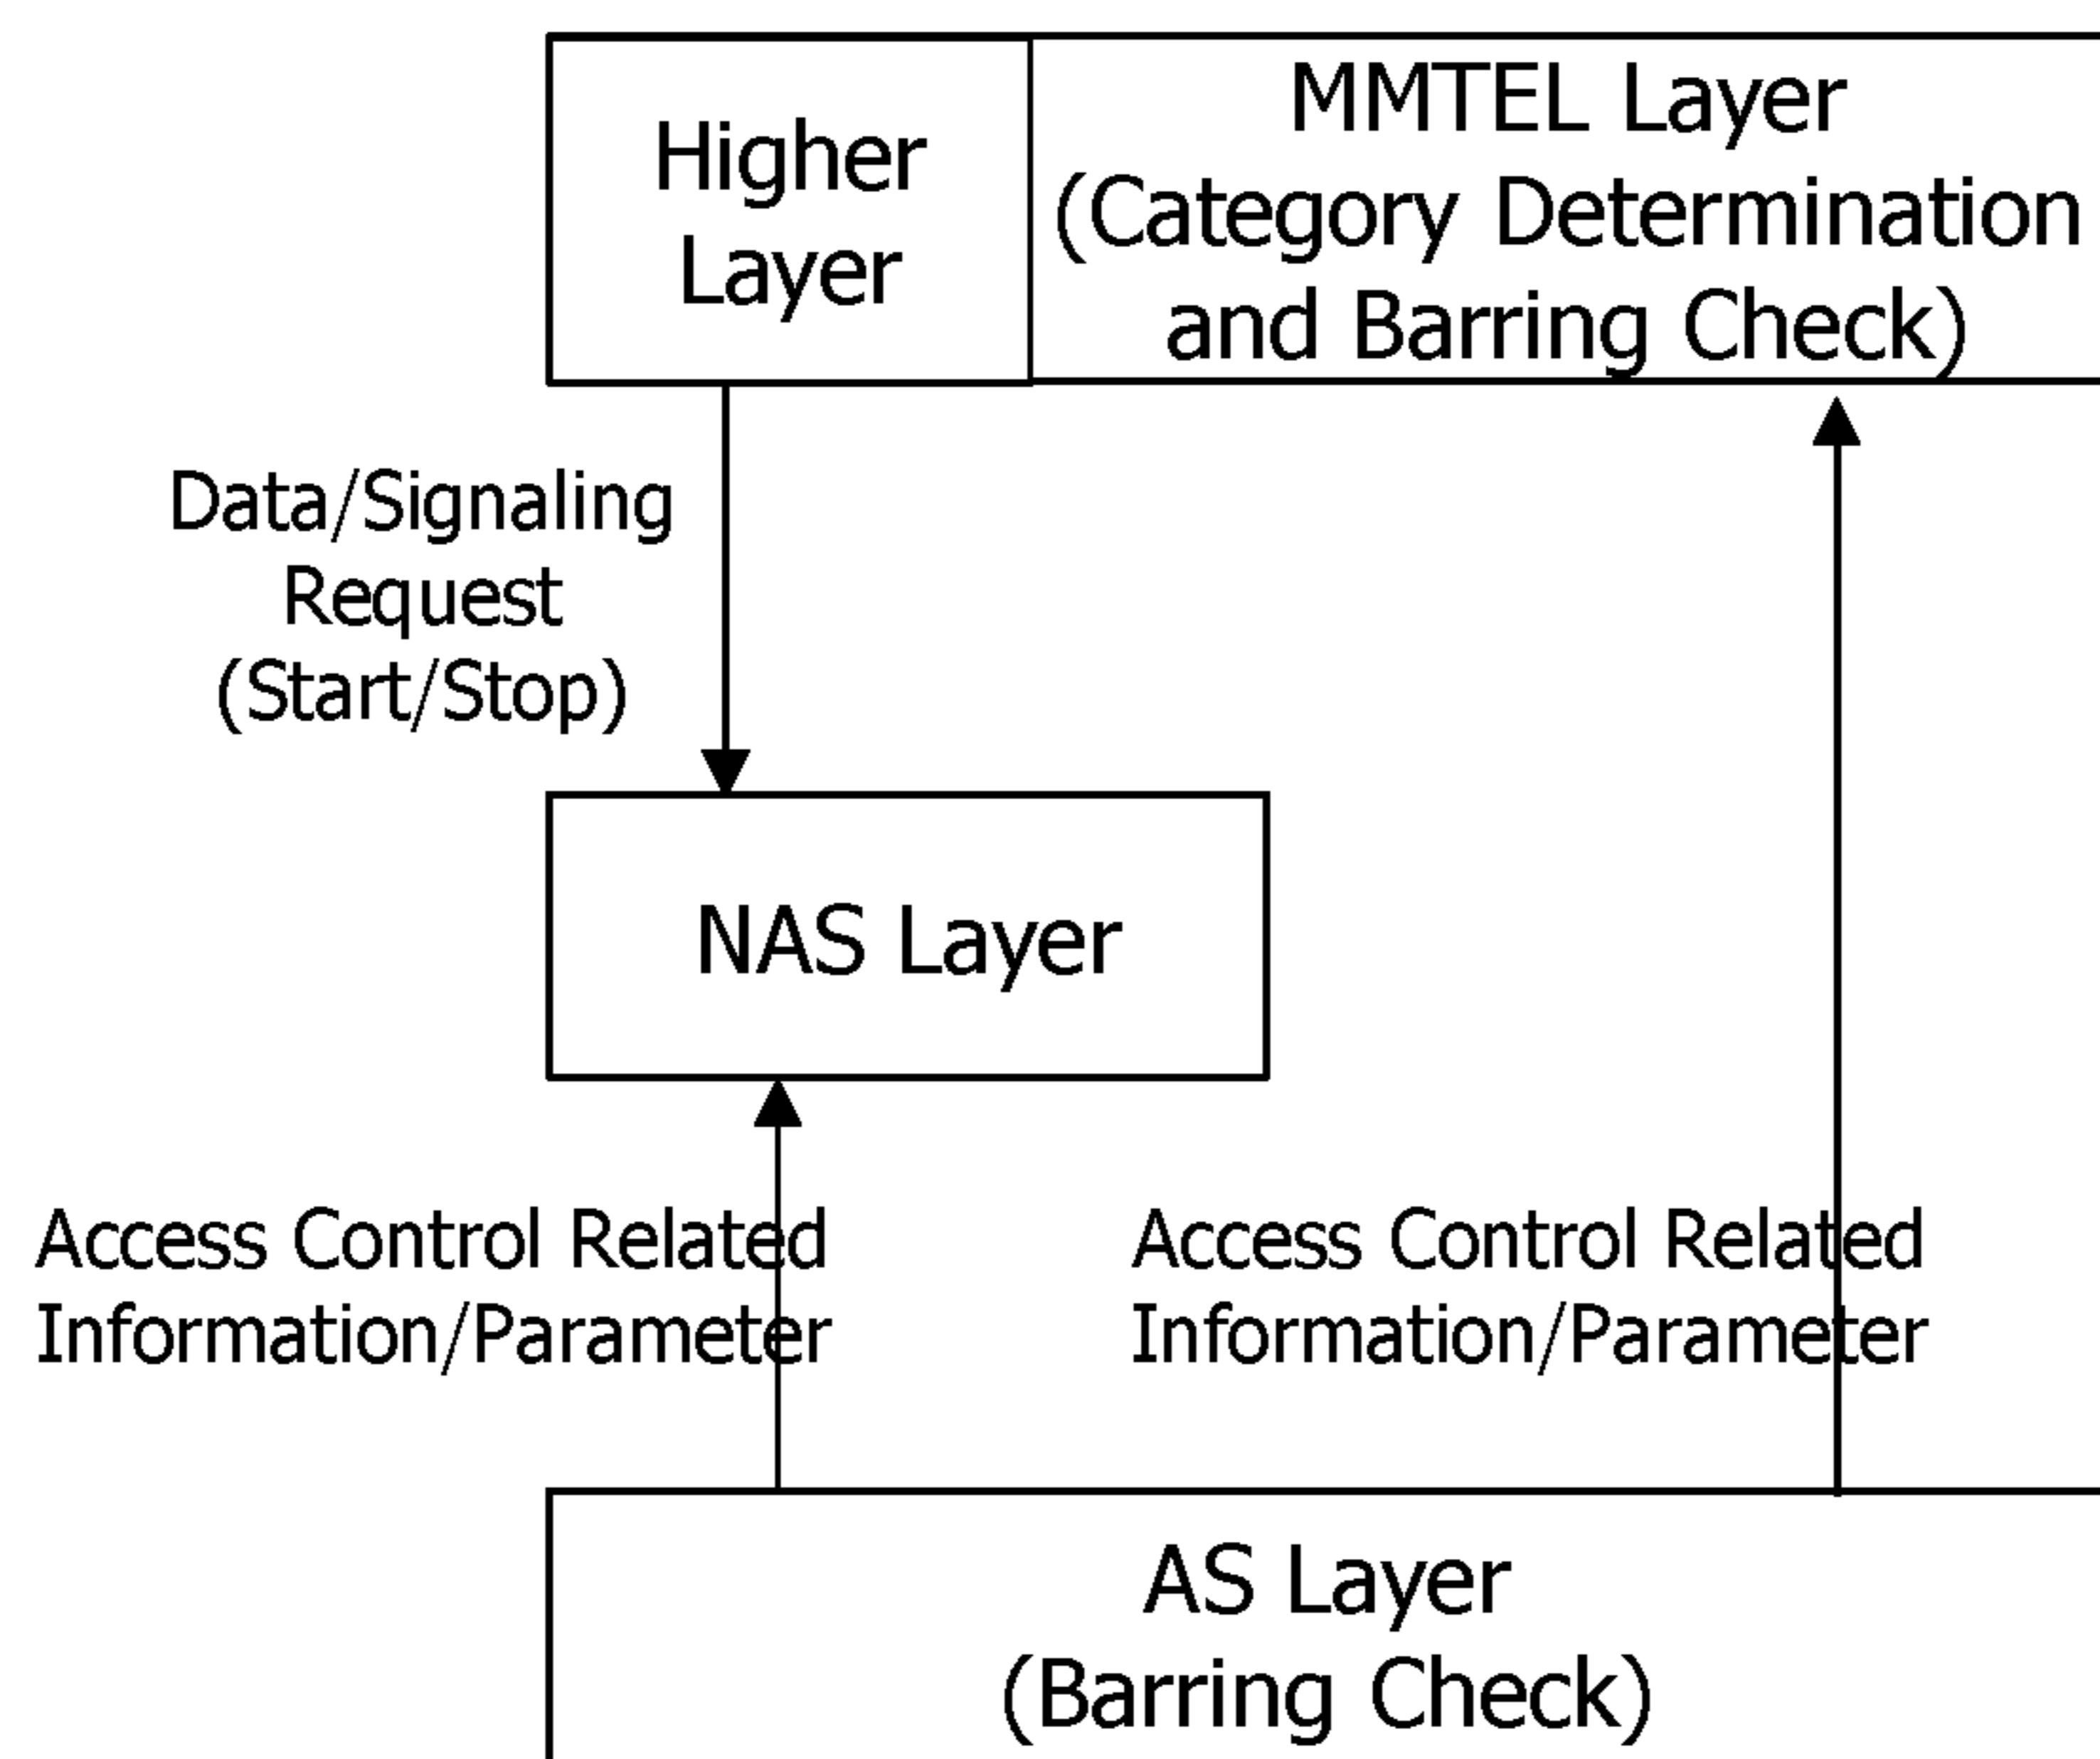 Higher
Layer
MMTEL Layer
(Category Determination
and Barring Check)
Data/Signaling
Request
(Start/Stop)
NAS Layer
Access Control Related
Information/Parameter
Access Control Related
Information/Parameter
AS Layer
(Barring Check)